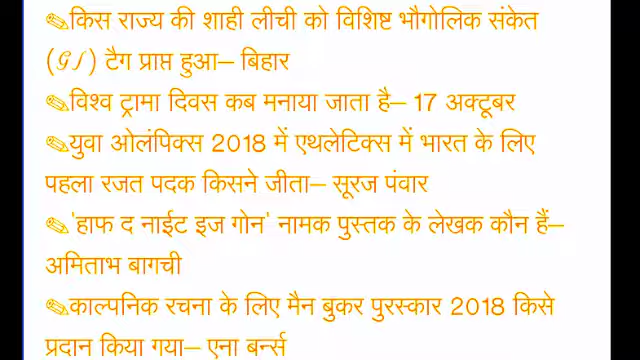 ✎किस राज्य की शाही लीची को विशिष्ट भौगोलिक संकेत
(GI) टैग प्राप्त हुआ– बिहार
✎विश्व ट्रामा दिवस कब मनाया जाता है– 17 अक्टूबर
✎युवा ओलंपिक्स 2018 में एथलेटिक्स में भारत के लिए
पहला रजत पदक किसने जीता– सूरज पंवार
✎'हाफ द नाईट इज गोन' नामक पुस्तक के लेखक कौन हैं–
अमिताभ बागची
✎काल्पनिक रचना के लिए मैन बुकर पुरस्कार 2018 किसे
प्रदान किया गया– एना बर्न्स